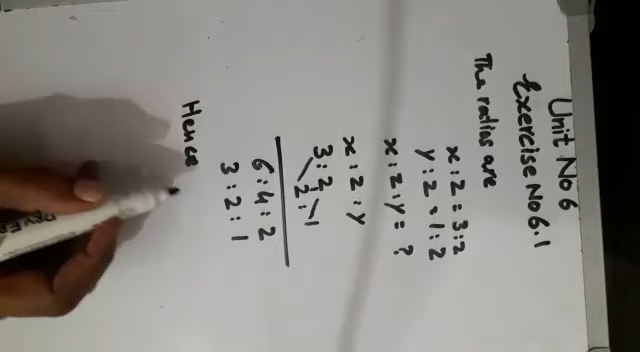 Unit No 6
Exercise No 6.1
The ratios are
x : z = 3 : 2
y : z = 1 : 2
x : z : y = ?
x : z : y
3 : 2
2 : 1
6 : 4 : 2
3 : 2 : 1
Hence